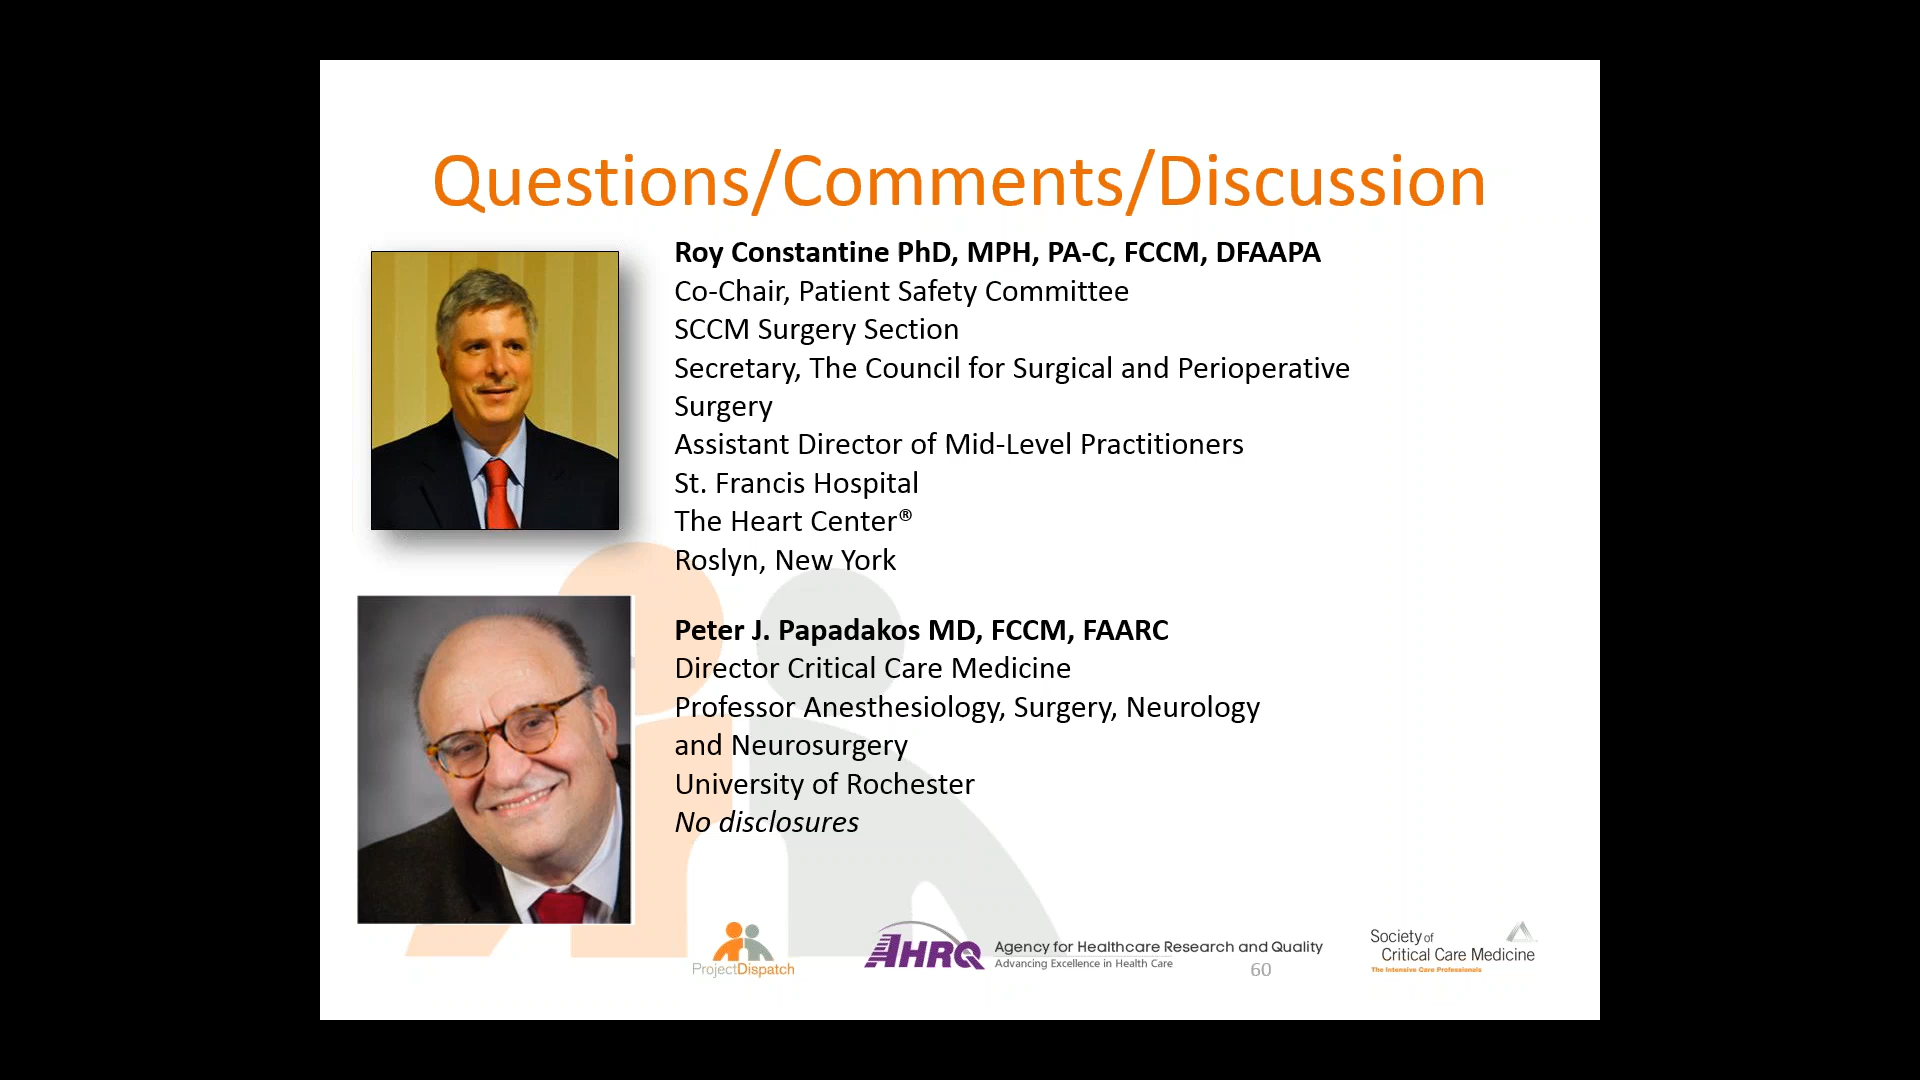 Questions/Comments/Discussion
Roy Constantine PhD, MPH, PA-C, FCCM, DFAAPA
Co-Chair, Patient Safety Committee
SCCM Surgery Section
Secretary, The Council for Surgical and Perioperative
Surgery
Assistant Director of Mid-Level Practitioners
St. Francis Hospital
The Heart Center®
Roslyn, New York
Peter J. Papadakos MD, FCCM, FAARC
Director Critical Care Medicine
Professor Anesthesiology, Surgery, Neurology
and Neurosurgery
University of Rochester
No disclosures
ProjectDispatch
AHRQ
Agency for Healthcare Research and Quality
Advancing Excellence in Health Care
60
Society of
Critical Care Medicine
The Intensive Care Professionals